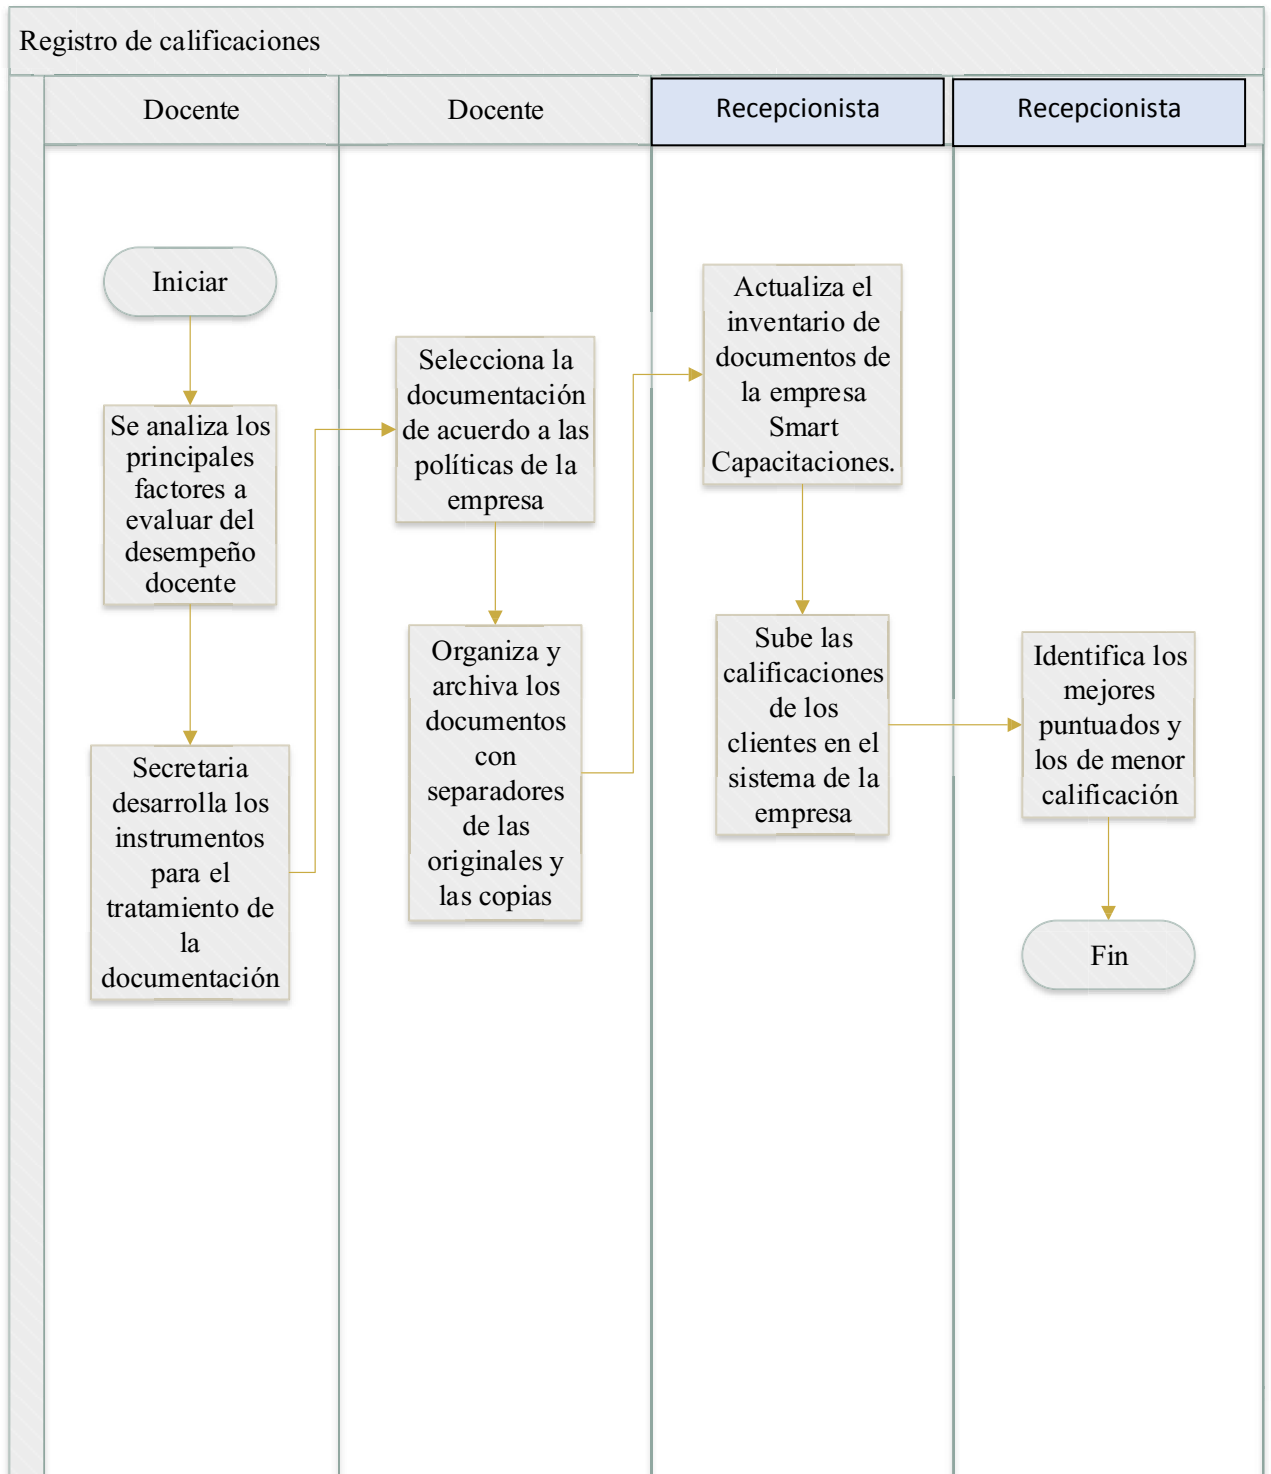 Registro de calificaciones
Docente
Docente
Recepcionista
Recepcionista
Iniciar
Se analiza los
principales
factores a
evaluar del
desempeño
docente
Secretaria
desarrolla los
instrumentos
para el
tratamiento de
la
documentación
Selecciona la
documentación
de acuerdo a las
políticas de la
empresa
Organiza y
archiva los
documentos
con
separadores
de las
originales y
las copias
Actualiza el
inventario de
documentos de
la empresa
Smart
Capacitaciones.
Sube las
calificaciones
de los
clientes en el
sistema de la
empresa
Identifica los
mejores
puntuados y
los de menor
calificación
Fin